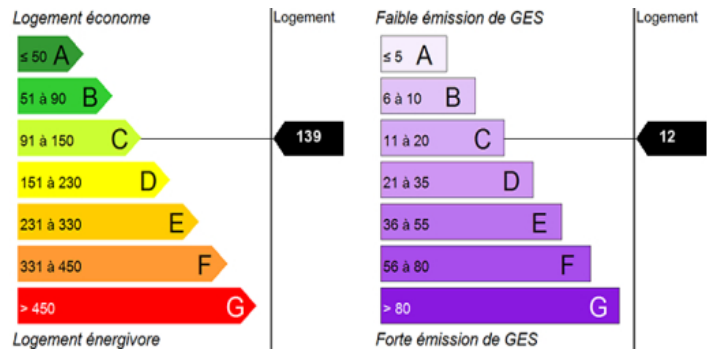 Logement économe
Logement
≤ 50 A
51 à 90 B
91 à 150 C
139
151 à 230 D
231 à 330 E
331 à 450 F
> 450 G
Logement énergivore
Faible émission de GES
Logement
≤ 5 A
6 à 10 B
11 à 20 C
12
21 à 35 D
36 à 55 E
56 à 80 F
> 80 G
Forte émission de GES